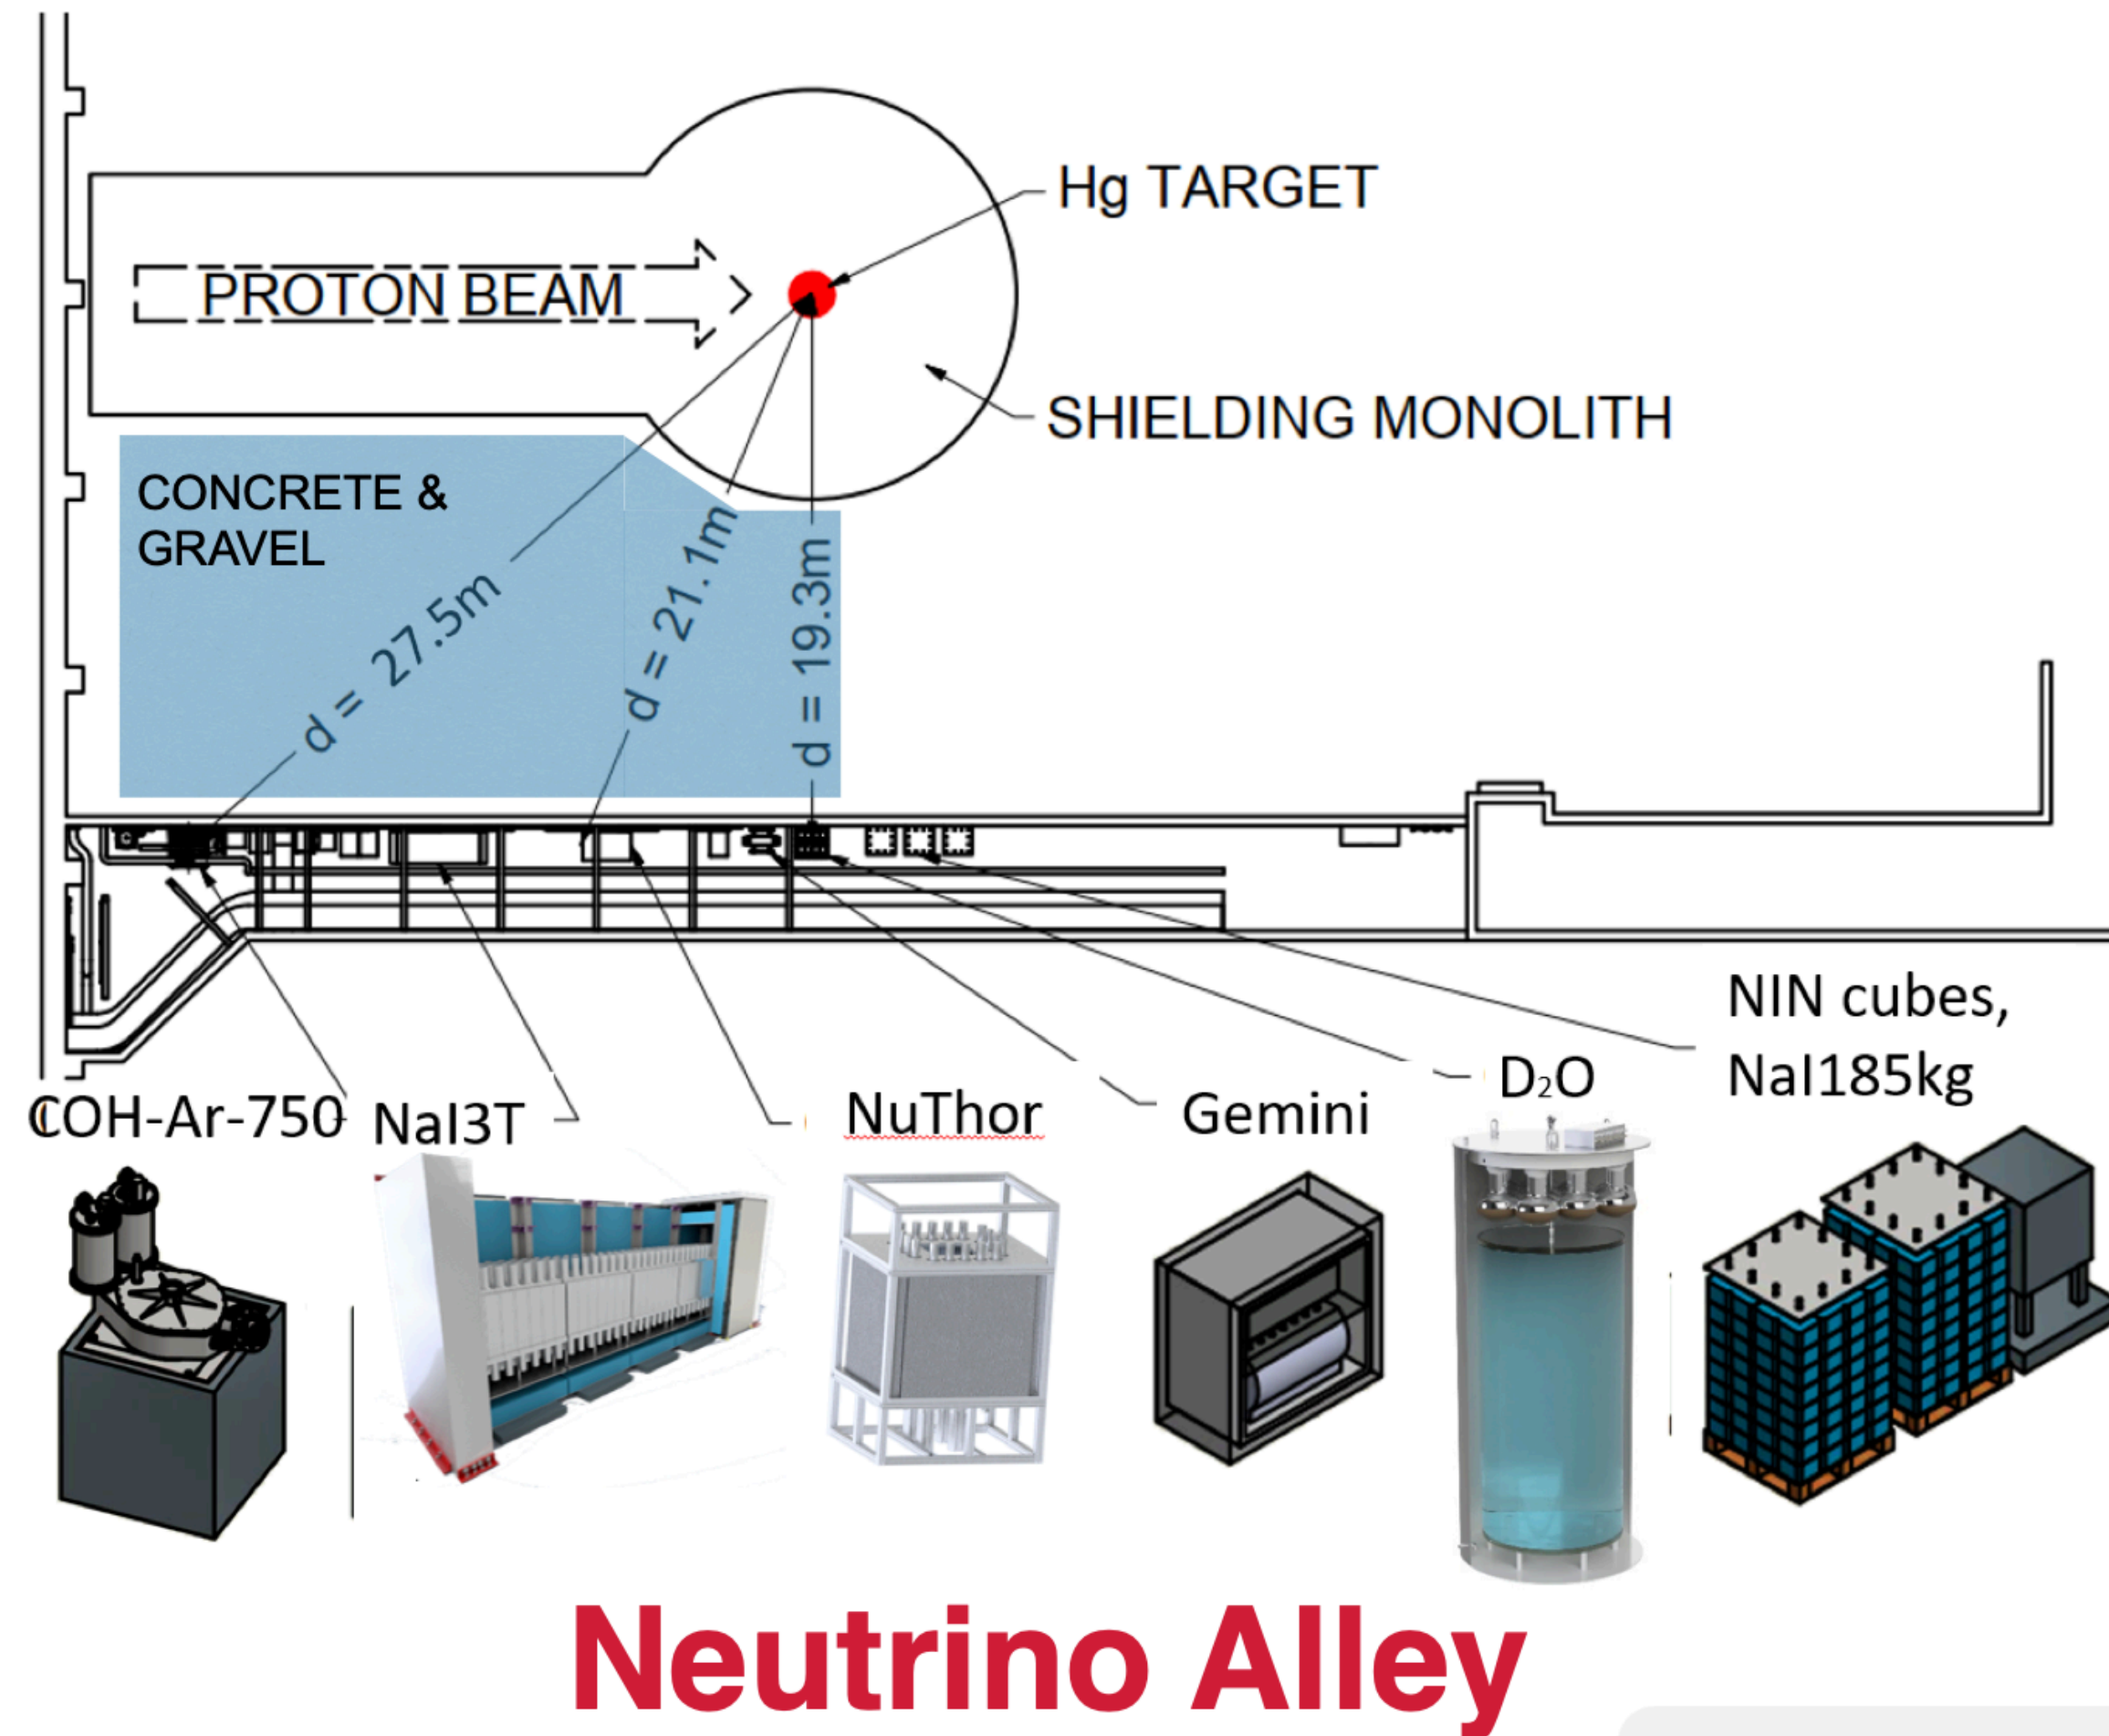 Hg TARGET
PROTON BEAM
SHIELDING MONOLITH
CONCRETE &
GRAVEL
d = 27.5m
d = 21.1m
d = 19.3m
NIN cubes,
NaI185kg
D₂O
COH-Ar-750
NaI3T
NuThor
Gemini
Neutrino Alley